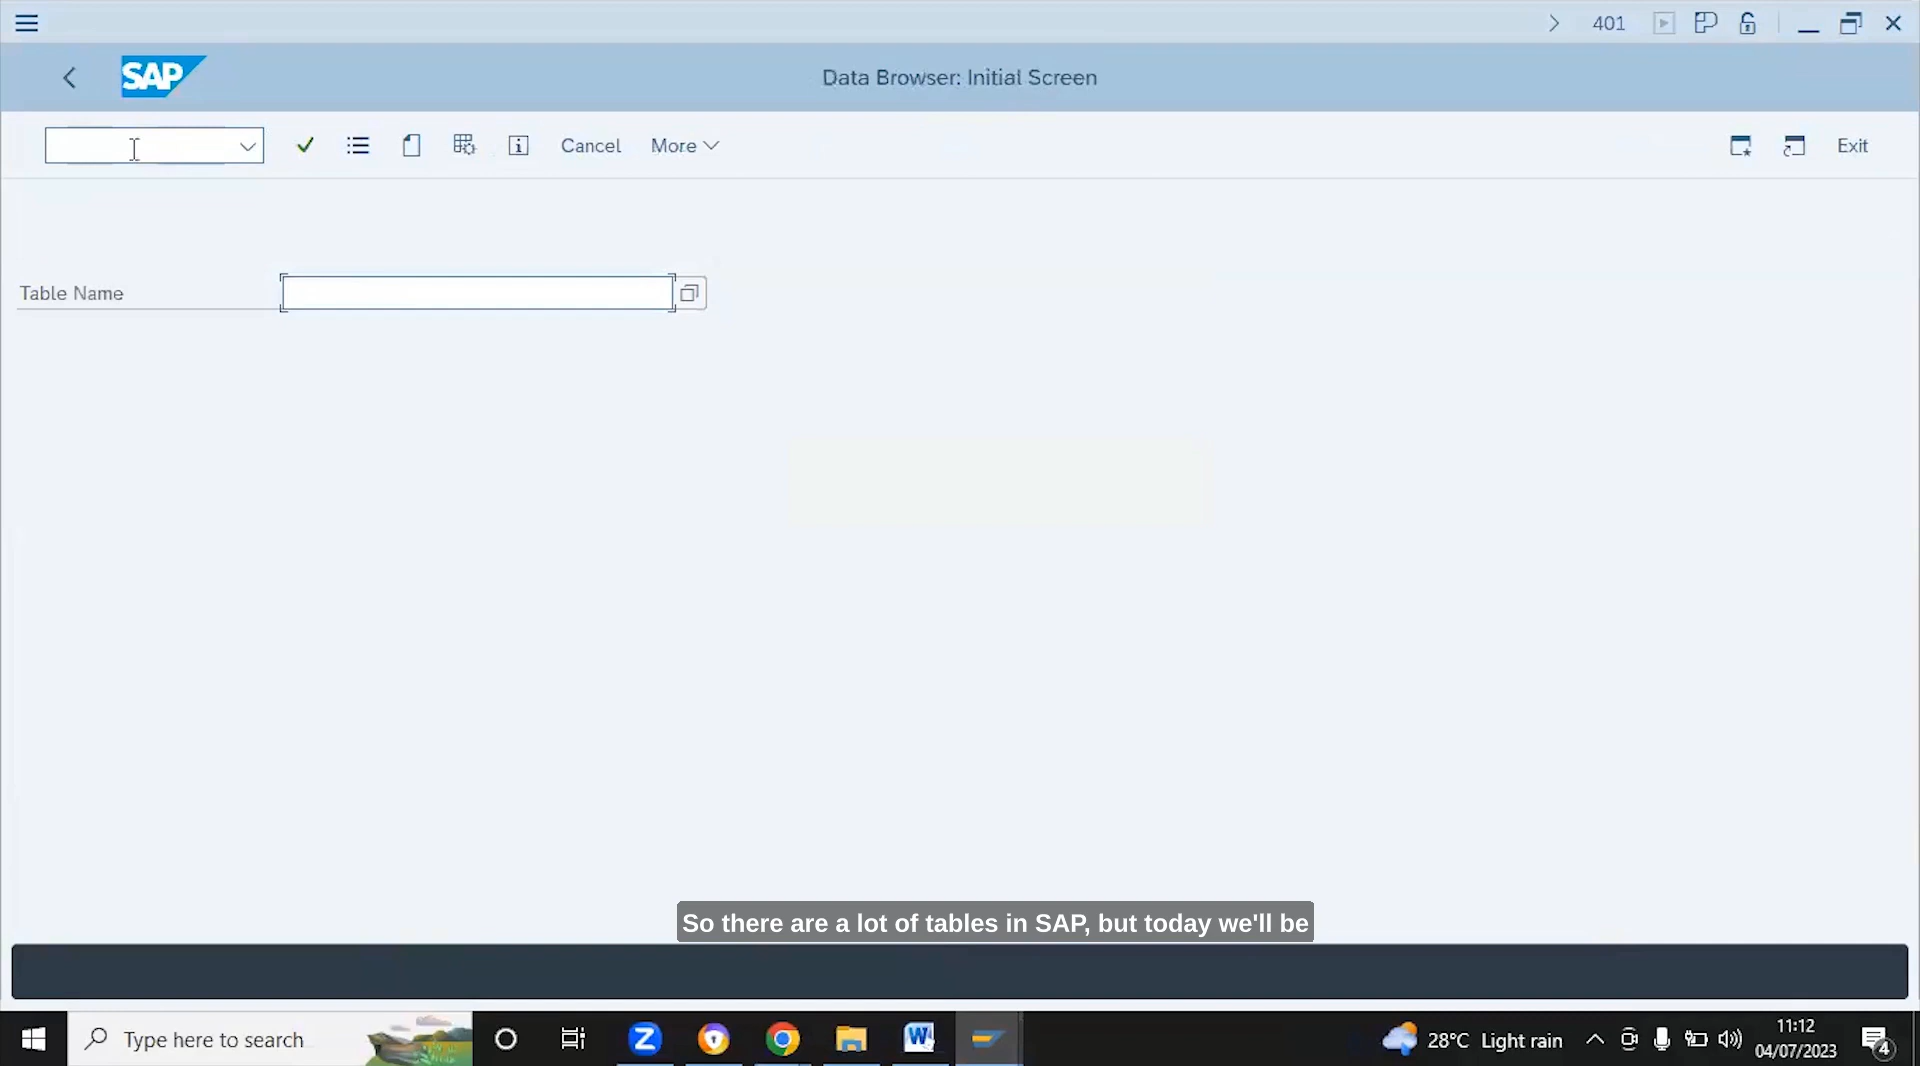 401
SAP
Data Browser: Initial Screen
Cancel
More
Exit
Table Name
So there are a lot of tables in SAP, but today we'll be
Type here to search
28°C Light rain
11:12
04/07/2023
4